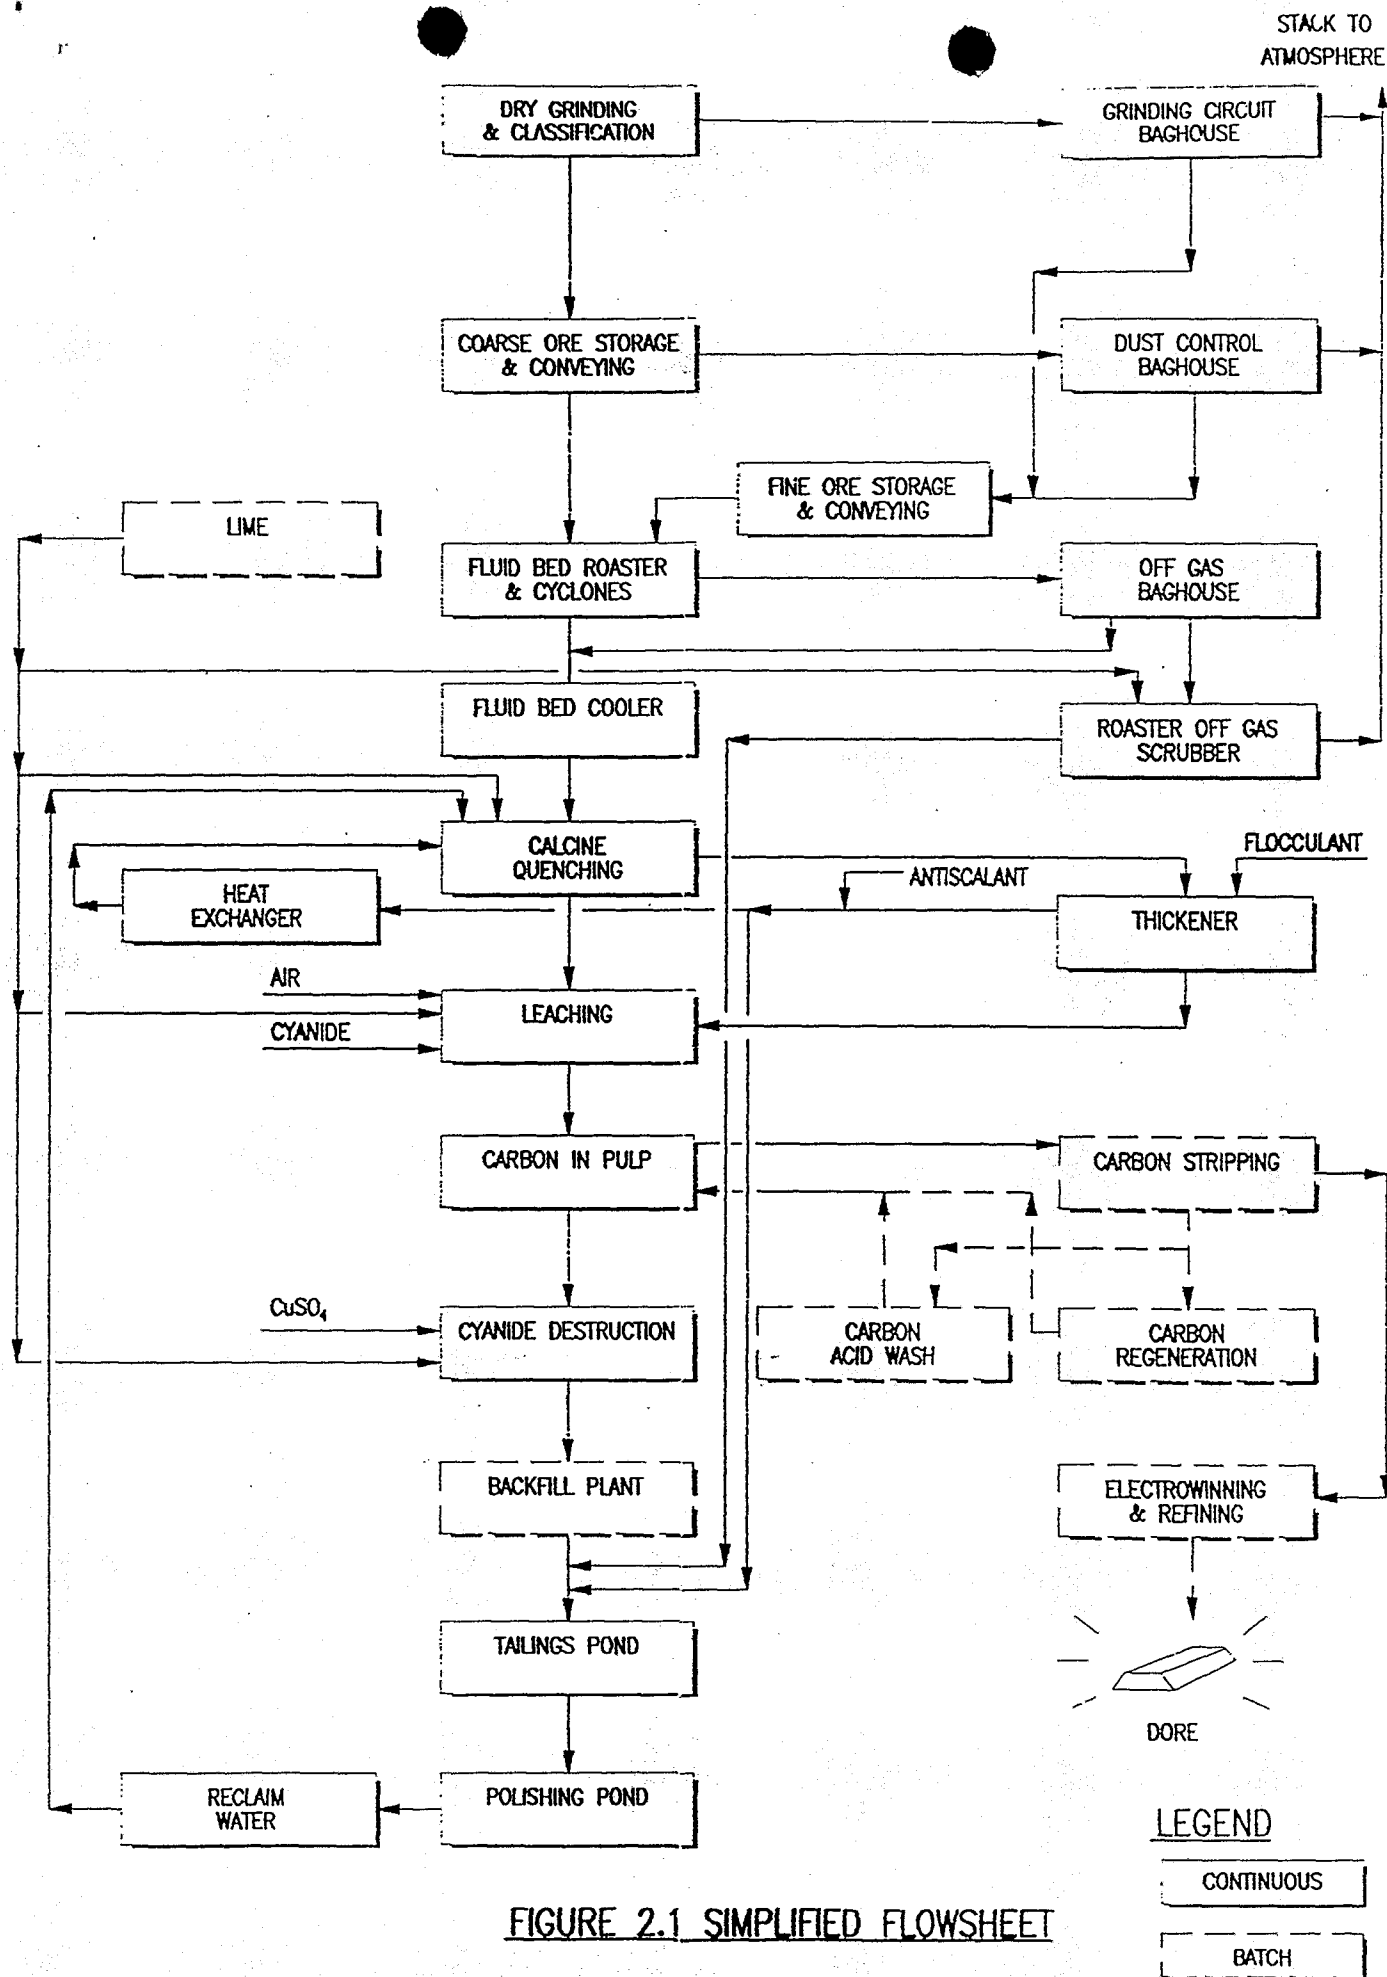 STACK TO
ATMOSPHERE
DRY GRINDING
& CLASSIFICATION
GRINDING CIRCUIT
BAGHOUSE
COARSE ORE STORAGE
& CONVEYING
DUST CONTROL
BAGHOUSE
FINE ORE STORAGE
& CONVEYING
LIME
FLUID BED ROASTER
& CYCLONES
OFF GAS
BAGHOUSE
FLUID BED COOLER
ROASTER OFF GAS
SCRUBBER
CALCINE
QUENCHING
FLOCCULANT
ANTISCALANT
HEAT
EXCHANGER
THICKENER
AIR
LEACHING
CYANIDE
CARBON IN PULP
CARBON STRIPPING
CuSO₄
CYANIDE DESTRUCTION
CARBON
ACID WASH
CARBON
REGENERATION
BACKFILL PLANT
ELECTROWINNING
& REFINING
TAILINGS POND
DORE
RECLAIM
WATER
POLISHING POND
LEGEND
CONTINUOUS
FIGURE 2.1 SIMPLIFIED FLOWSHEET
BATCH